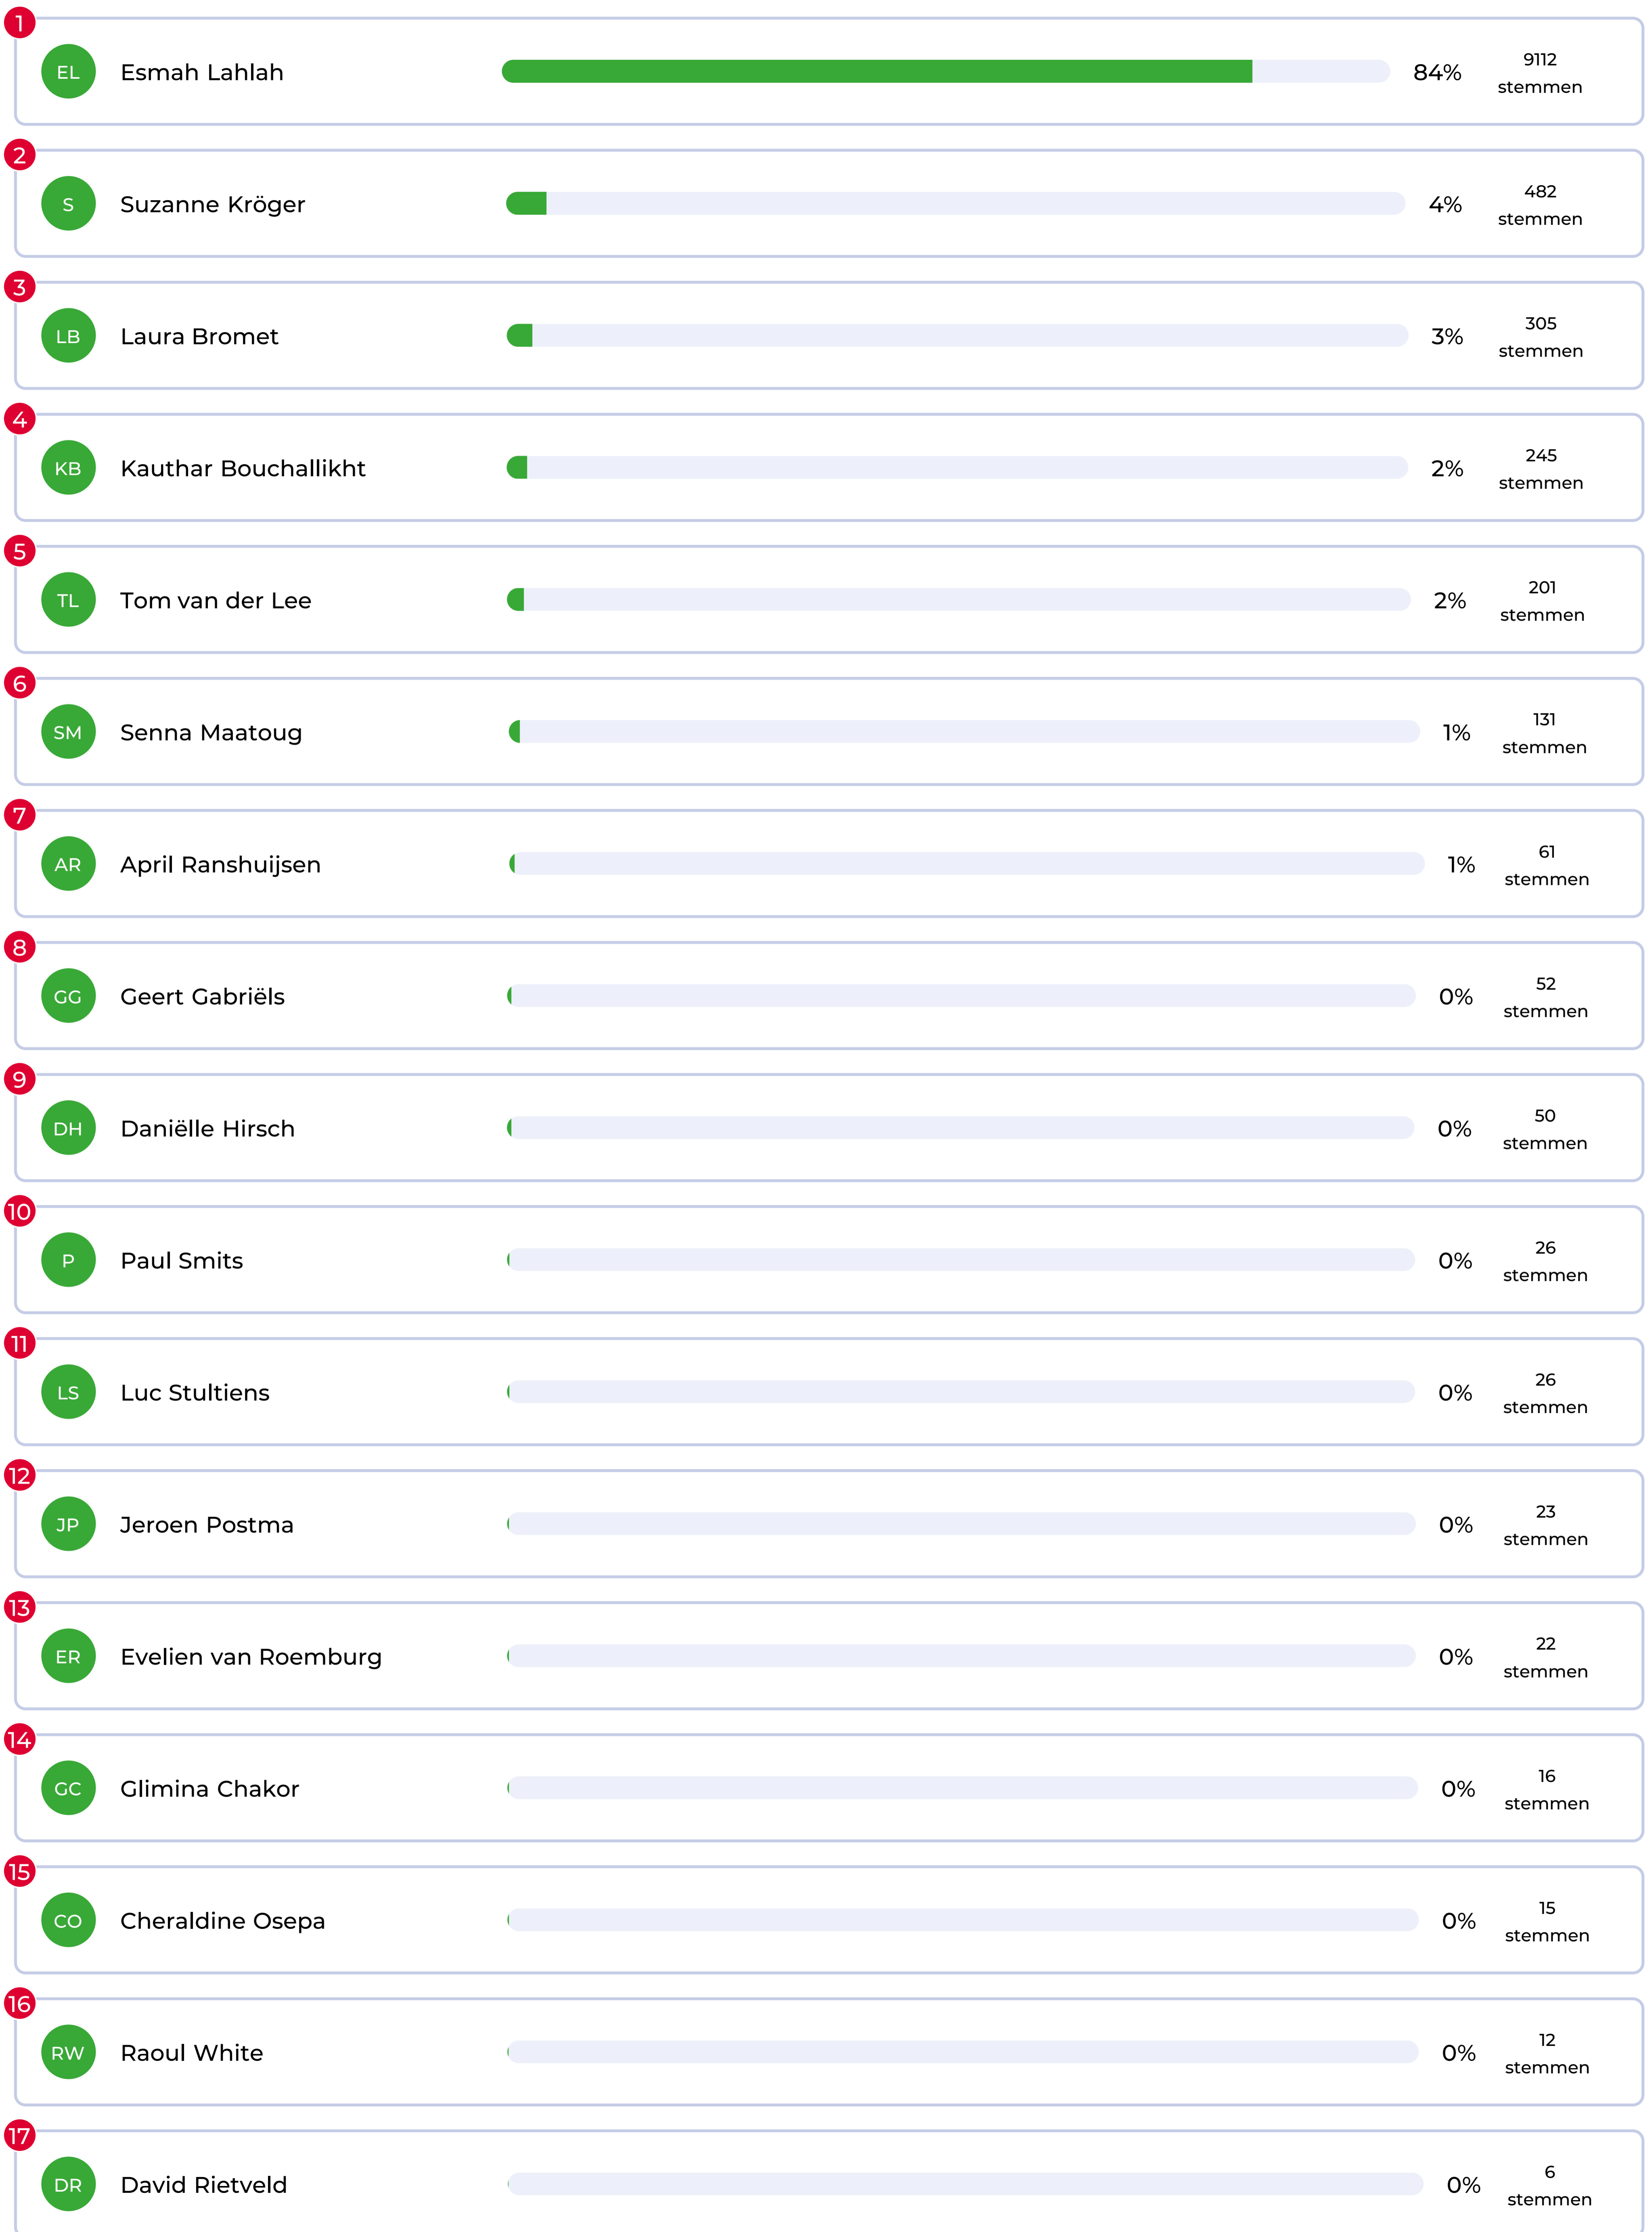 1
EL Esmah Lahlah 84% 9112
stemmen
2
S Suzanne Kröger 4% 482
stemmen
3
LB Laura Bromet 3% 305
stemmen
4
KB Kauthar Bouchallikht 2% 245
stemmen
5
TL Tom van der Lee 2% 201
stemmen
6
SM Senna Maatoug 1% 131
stemmen
7
AR April Ranshuijsen 1% 61
stemmen
8
GG Geert Gabriëls 0% 52
stemmen
9
DH Daniëlle Hirsch 0% 50
stemmen
10
P Paul Smits 0% 26
stemmen
11
LS Luc Stultiens 0% 26
stemmen
12
JP Jeroen Postma 0% 23
stemmen
13
ER Evelien van Roemburg 0% 22
stemmen
14
GC Glimina Chakor 0% 16
stemmen
15
CO Cheraldine Osepa 0% 15
stemmen
16
RW Raoul White 0% 12
stemmen
17
DR David Rietveld 0% 6
stemmen